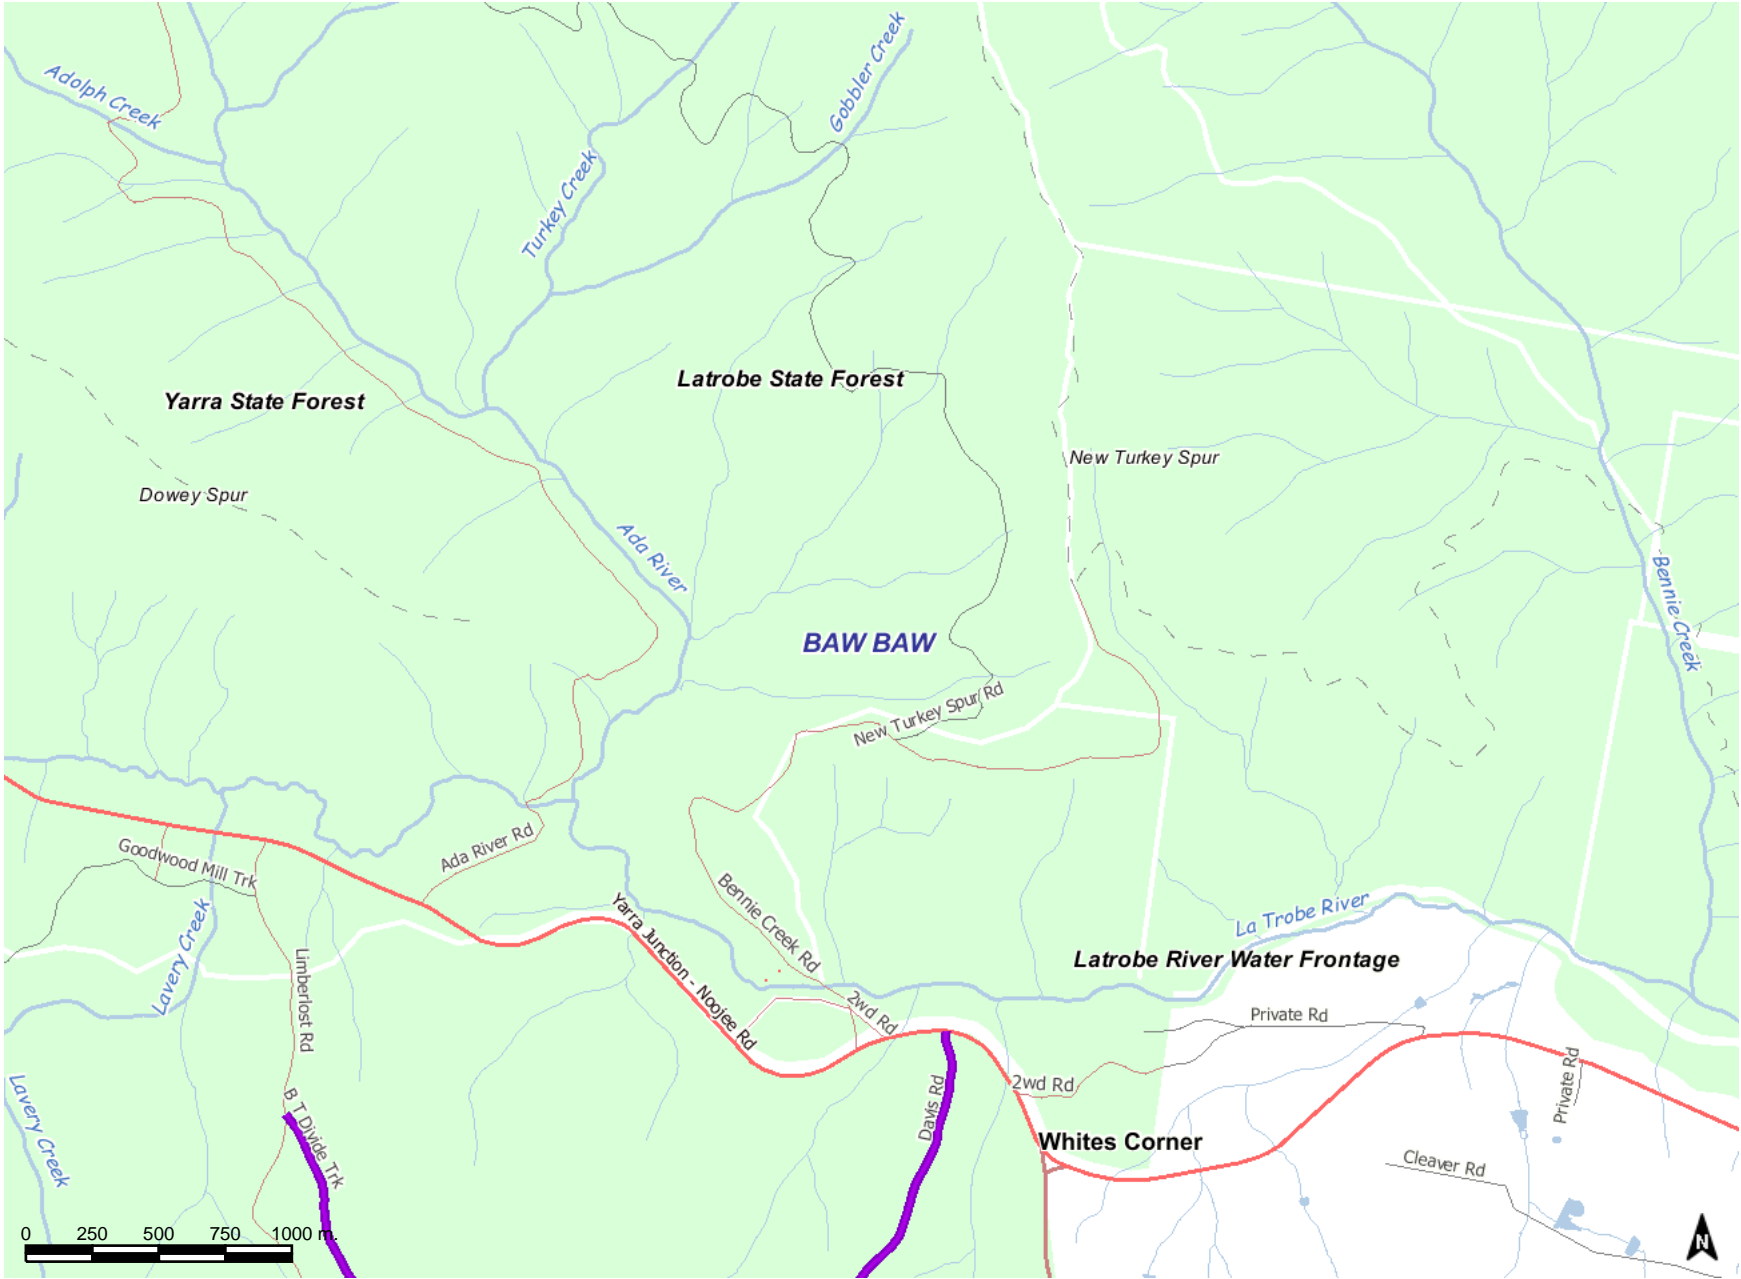 Adolph Creek
Gobbler Creek
Turkey Creek
Latrobe State Forest
Yarra State Forest
New Turkey Spur
Dowey Spur
Ada River
Bennie Creek
BAW BAW
New Turkey Spur Rd
Ada River Rd
Goodwood Mill Trk
Bennie Creek Rd
Yarra Junction - Noojee Rd
La Trobe River
Lavery Creek
Limberlost Rd
Latrobe River Water Frontage
2wd Rd
Private Rd
Lavery Creek
B T Divide Trk
Davis Rd
2wd Rd
Private Rd
Whites Corner
Cleaver Rd
0 250 500 750 1000 m.
N